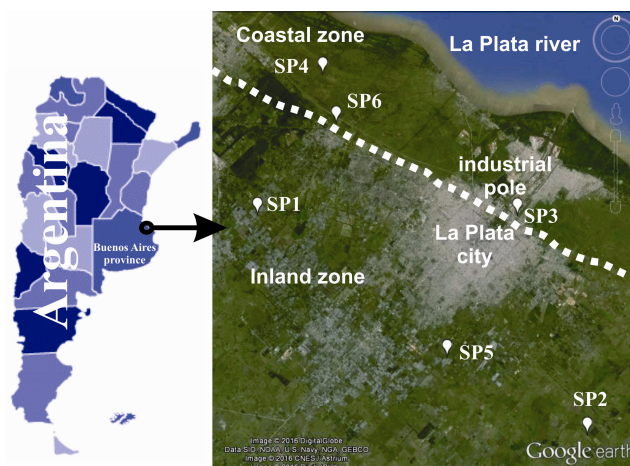 Argentina
Buenos Aires
province
Coastal zone
La Plata river
SP4
SP6
industrial
pole
SP1
SP3
La Plata
city
Inland zone
SP5
SP2
N
Image © 2016 DigitalGlobe
Data SIO, NOAA, U.S. Navy, NGA, GEBCO
Image © 2016 CNES / Astrium
Google earth